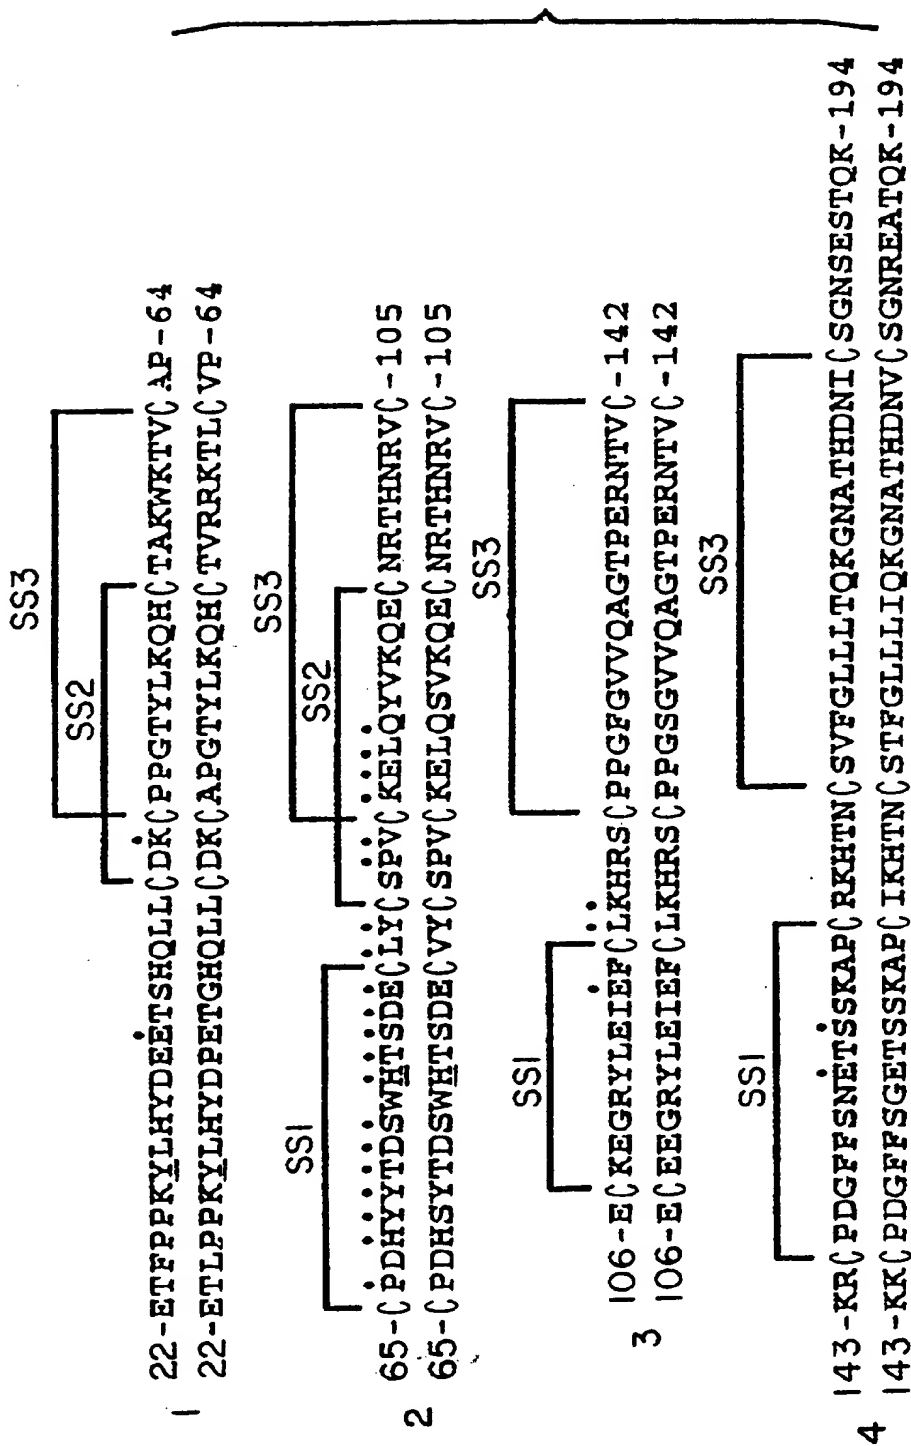 SS3
SS2
1
22-ETFPPKYLHYDEETSHQLLCDKCPPGTYLKQHCTAKWKTVCAP-64
22-ETLPPKYLHYDPETGHQLLCDKCAPGTYLKQHCTVRRKTLCVP-64
SS3
SS1
SS2
2
65-CPDHYYTDSWHTSDECLYCSPVCKELQYVKQECNRTHNRVC-105
65-CPDHSYTDSWHTSDECVYCSPVCKELQSVKQECNRTHNRVC-105
SS1
SS3
3
106-ECKEGRYLEIEFCLKHRSCPPGFGVVQAGTPERNTVC-142
106-ECEEGRYLEIEFCLKHRSCPPGSGVVQAGTPERNTVC-142
SS1
SS3
4
143-KRCPDGFFSNETSSKAPCRKHTNCSVFGLLLTQKGNATHDNICSGNSESTQK-194
143-KKCPDGFFSGETSSKAPCIKHTNCSTFGLLLIQKGNATHDNVCSGNREATQK-194